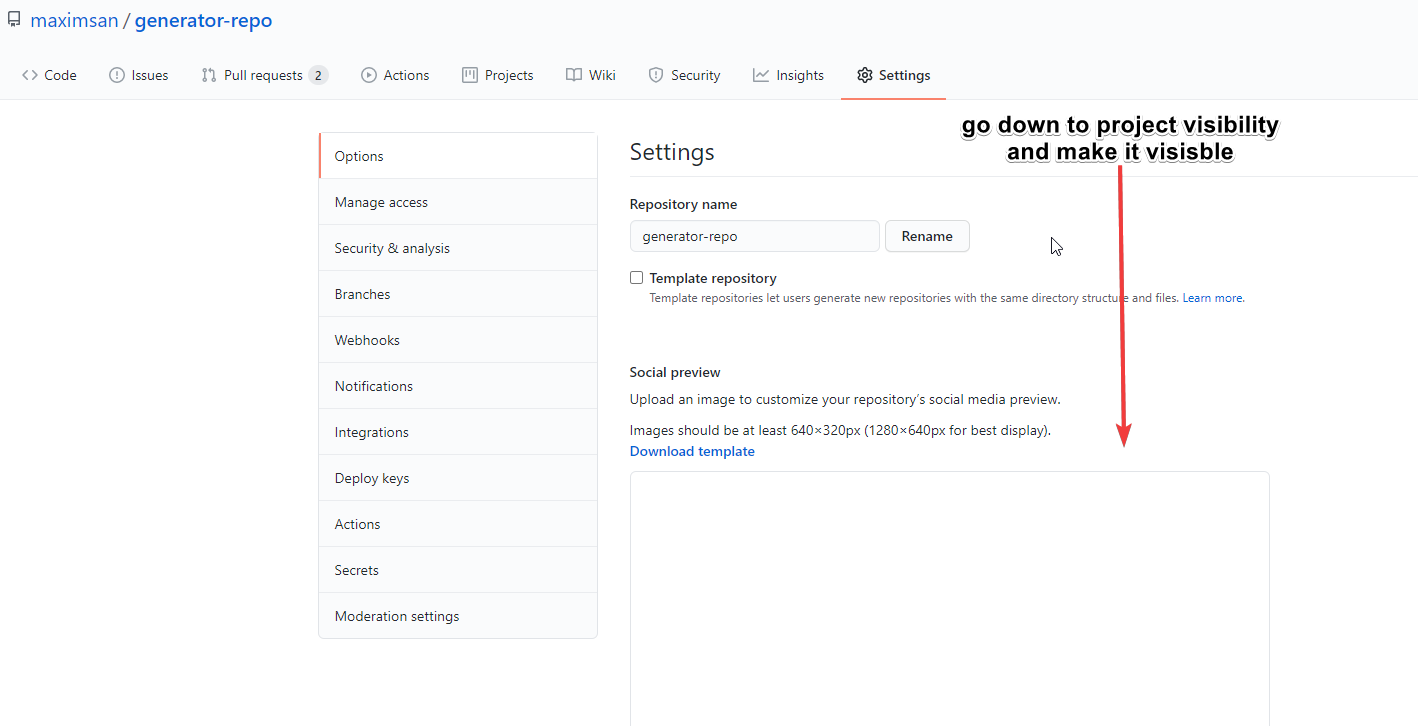 maximsan / generator-repo
Code Issues Pull requests 2 Actions Projects Wiki Security Insights Settings
go down to project visibility
and make it visisble
Options
Manage access
Security & analysis
Branches
Webhooks
Notifications
Integrations
Deploy keys
Actions
Secrets
Moderation settings
Settings
Repository name
generator-repo Rename
Template repository
Template repositories let users generate new repositories with the same directory structure and files. Learn more.
Social preview
Upload an image to customize your repository’s social media preview.
Images should be at least 640×320px (1280×640px for best display).
Download template